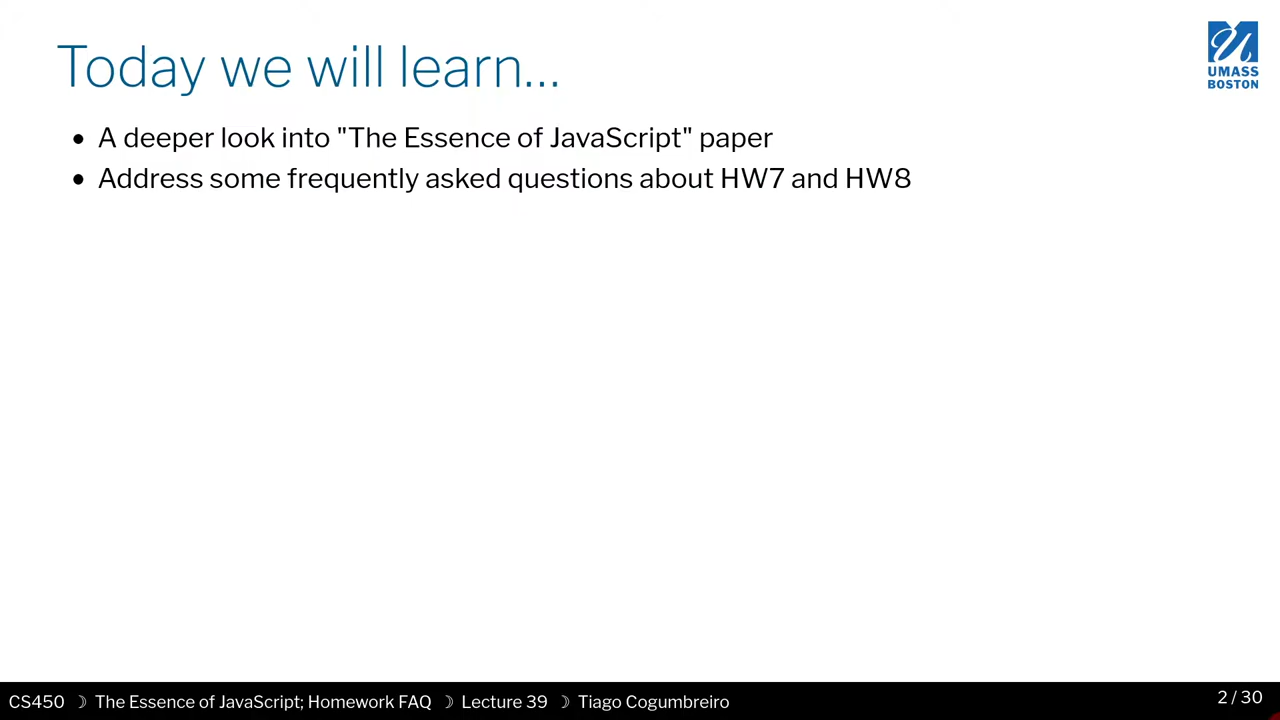 Today we will learn...
UMASS
BOSTON
• A deeper look into "The Essence of JavaScript" paper
• Address some frequently asked questions about HW7 and HW8
CS450 ☽ The Essence of JavaScript; Homework FAQ ☽ Lecture 39 ☽ Tiago Cogumbreiro
2 / 30